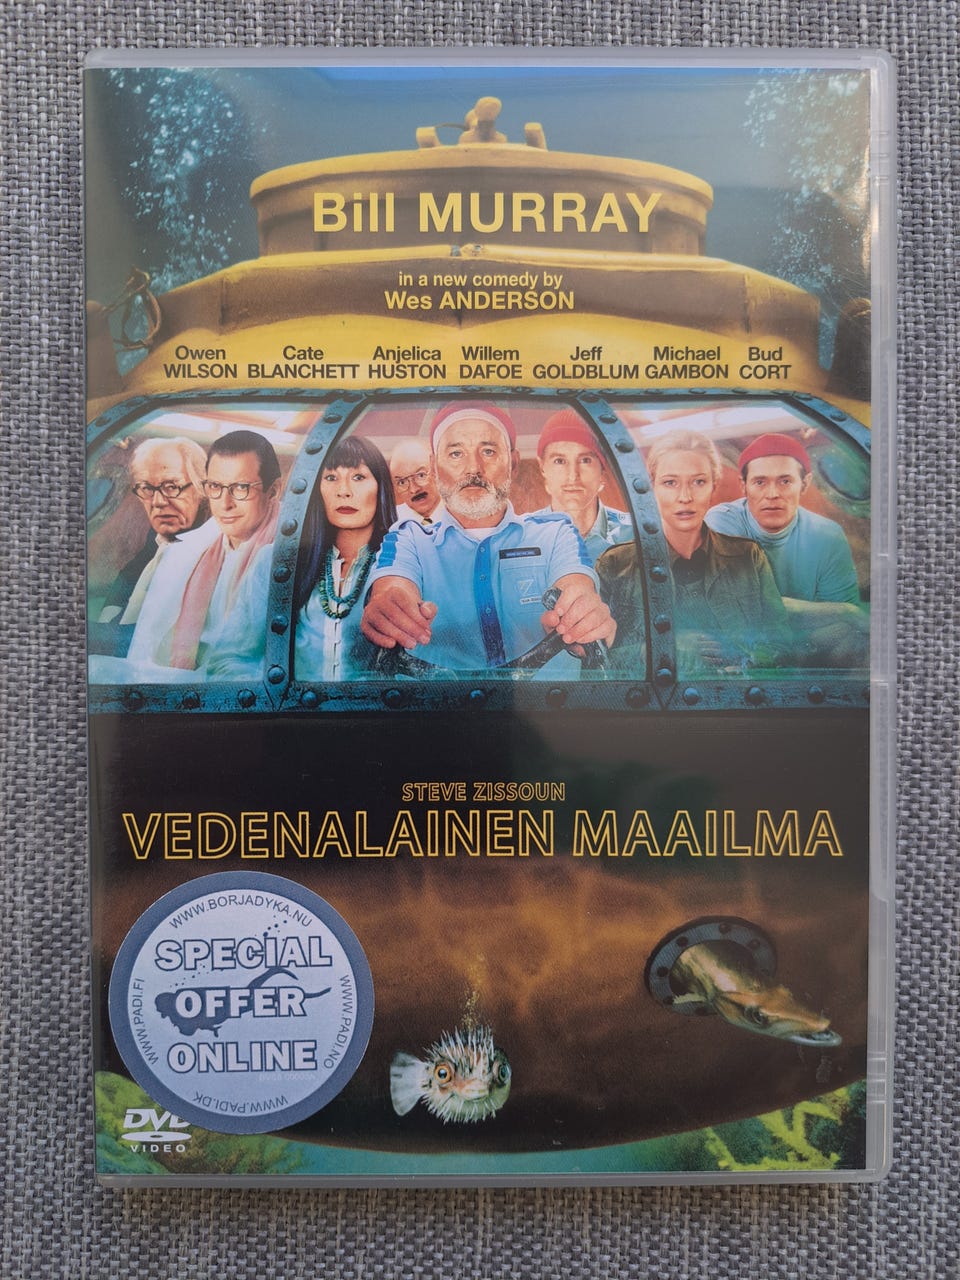 Bill MURRAY
in a new comedy by
Wes ANDERSON
Owen WILSON
Cate BLANCHETT
Anjelica HUSTON
Willem DAFOE
Jeff GOLDBLUM
Michael GAMBON
Bud CORT
STEVE ZISSOUN
VEDENALAINEN MAAILMA
WWW.BORJADYKA.NU
SPECIAL
OFFER
ONLINE
WWW.PADI.FI
WWW.PADI.NO
WWW.PADI.DK
DVD
VIDEO